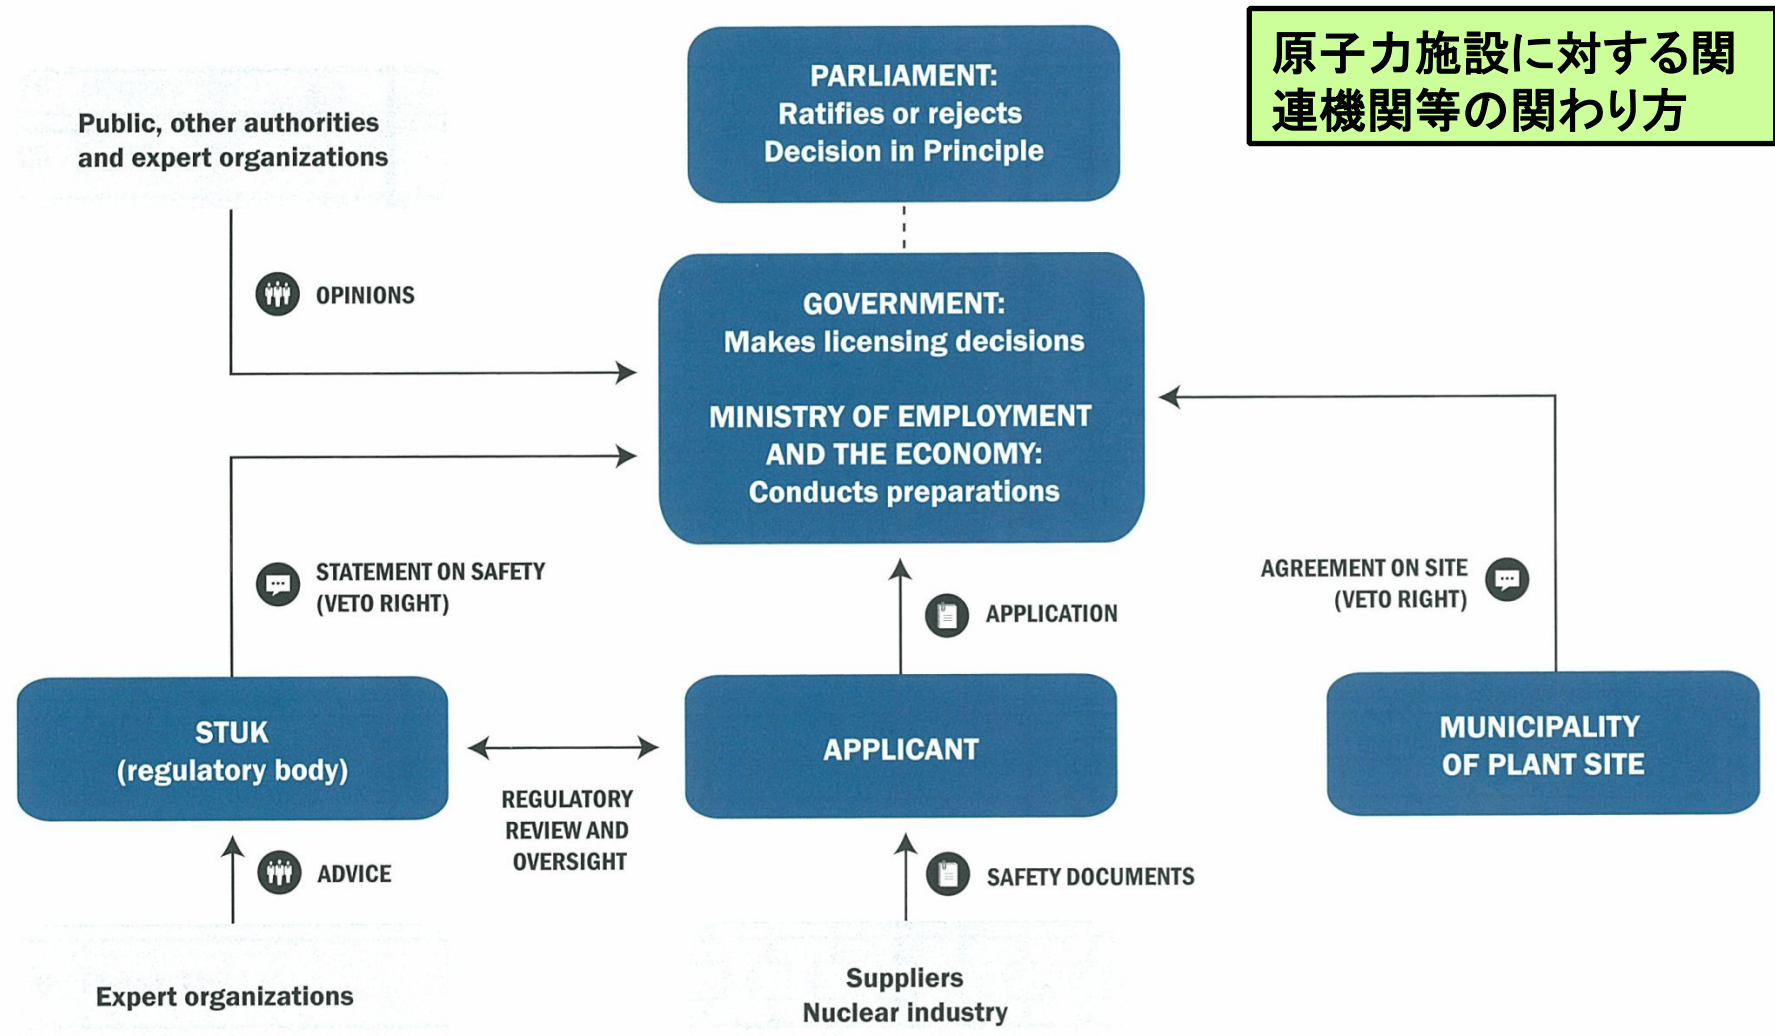 原子力施設に対する関
連機関等の関わり方
PARLIAMENT:
Ratifies or rejects
Decision in Principle
Public, other authorities
and expert organizations
OPINIONS
GOVERNMENT:
Makes licensing decisions
MINISTRY OF EMPLOYMENT
AND THE ECONOMY:
Conducts preparations
STATEMENT ON SAFETY
(VETO RIGHT)
APPLICATION
AGREEMENT ON SITE
(VETO RIGHT)
STUK
(regulatory body)
REGULATORY
REVIEW AND
OVERSIGHT
APPLICANT
MUNICIPALITY
OF PLANT SITE
ADVICE
SAFETY DOCUMENTS
Expert organizations
Suppliers
Nuclear industry